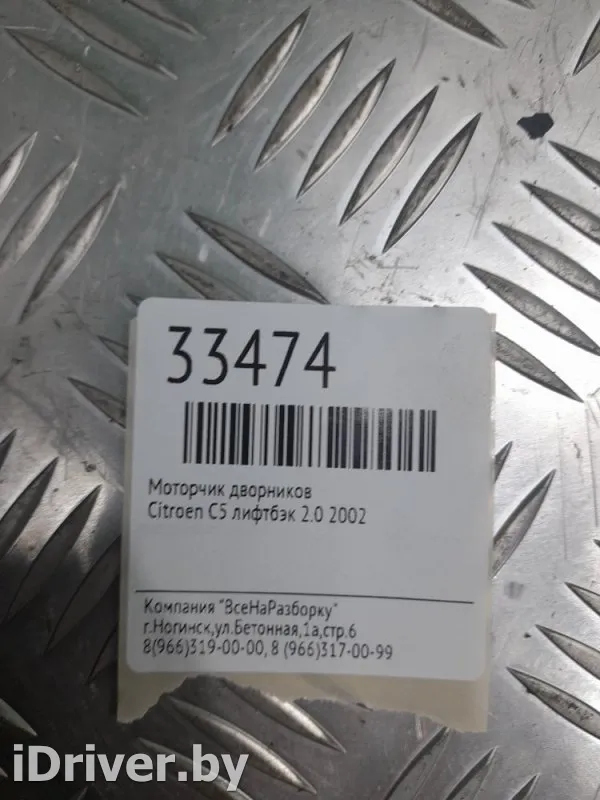 33474
Моторчик дворников
Citroen C5 лифтбэк 2.0 2002
Компания "ВсеНаРазборку"
г.Ногинск,ул.Бетонная,1а,стр.6
8(966)319-00-00, 8 (966)317-00-99
iDriver.by